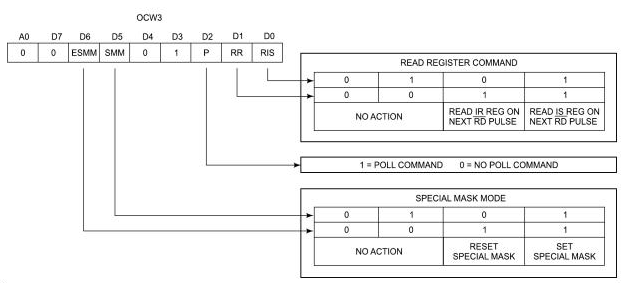 OCW3
A0 D7 D6 D5 D4 D3 D2 D1 D0
0 0 ESMM SMM 0 1 P RR RIS
READ REGISTER COMMAND
0 1 0 1
0 0 1 1
NO ACTION
READ IR REG ON
NEXT RD PULSE
READ IS REG ON
NEXT RD PULSE
1 = POLL COMMAND 0 = NO POLL COMMAND
SPECIAL MASK MODE
0 1 0 1
0 0 1 1
NO ACTION
RESET
SPECIAL MASK
SET
SPECIAL MASK